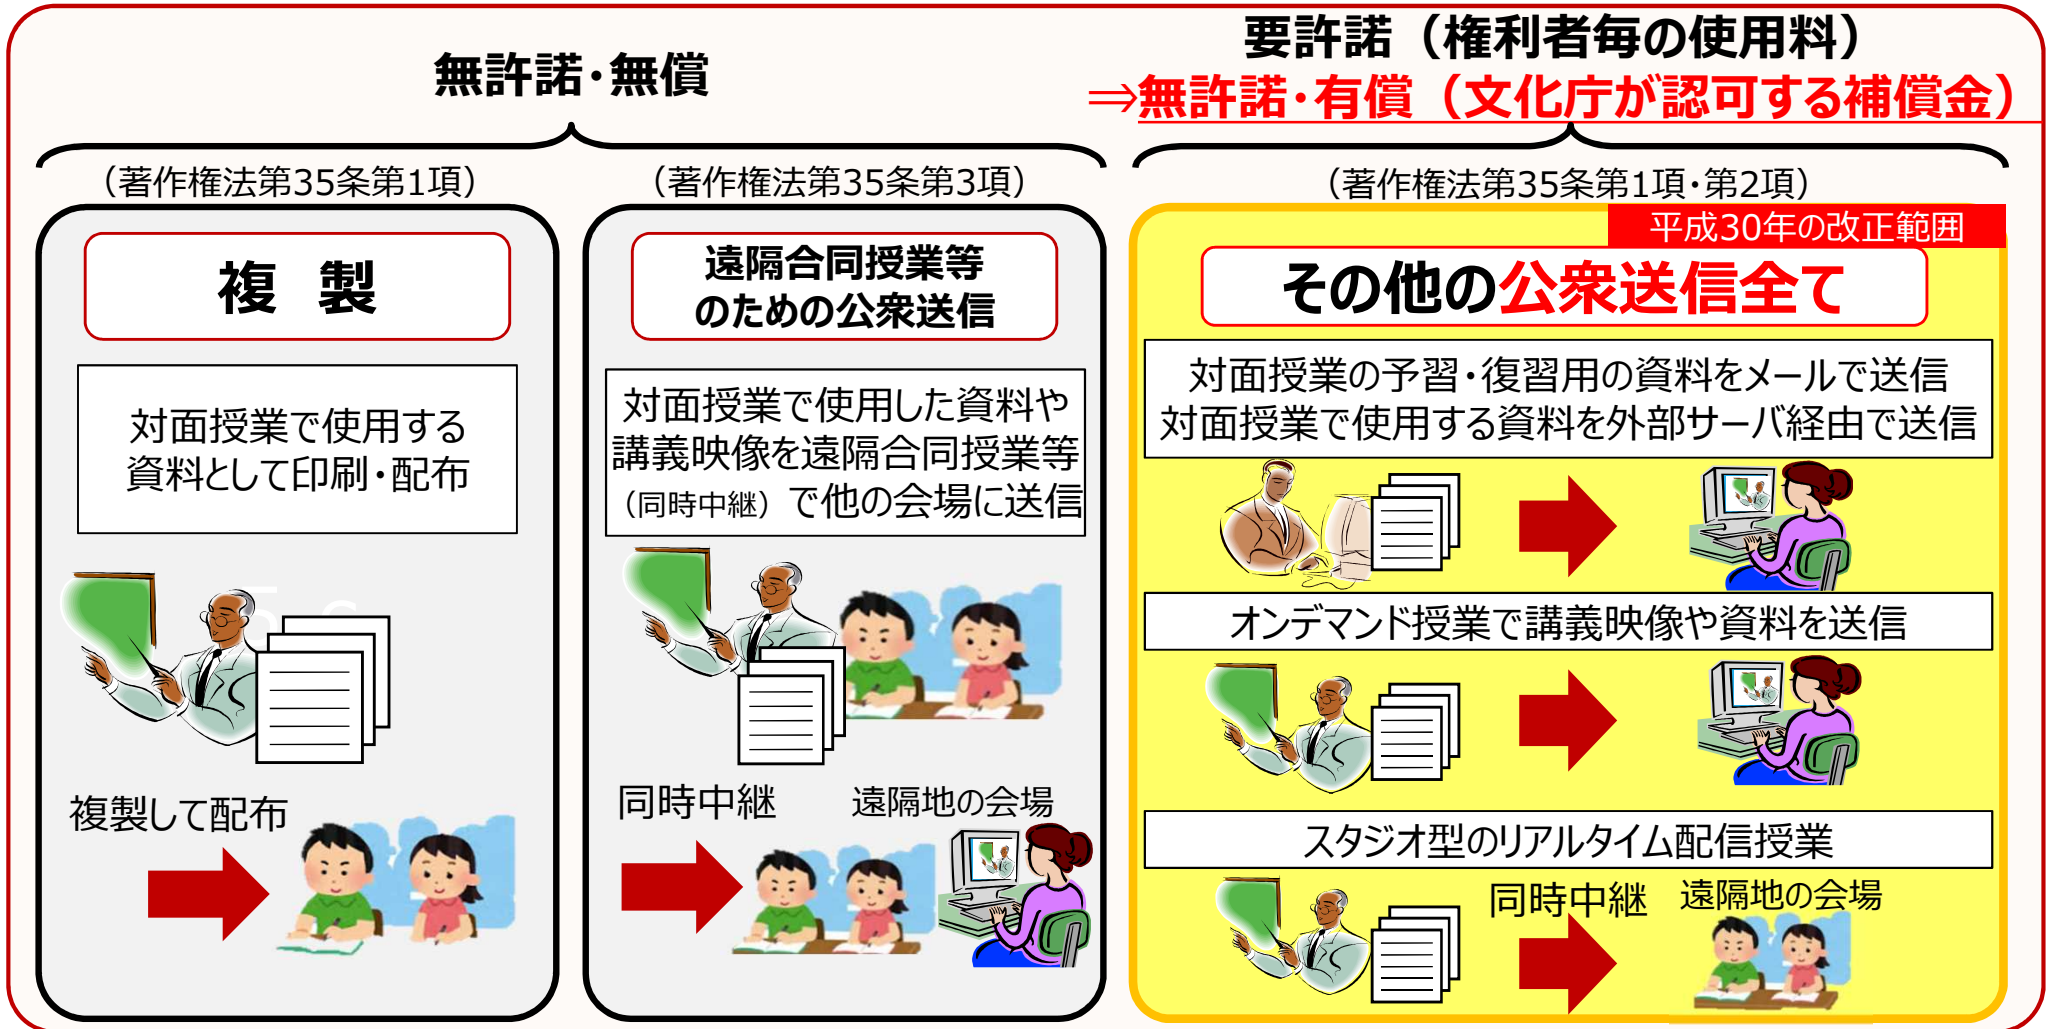 無許諾･無償
要許諾（権利者毎の使用料）
⇒無許諾･有償（文化庁が認可する補償金）
（著作権法第35条第1項）
（著作権法第35条第3項）
（著作権法第35条第1項･第2項）
複 製
対面授業で使用する
資料として印刷・配布
複製して配布
遠隔合同授業等
のための公衆送信
対面授業で使用した資料や
講義映像を遠隔合同授業等
（同時中継）で他の会場に送信
同時中継
遠隔地の会場
平成30年の改正範囲
その他の公衆送信全て
対面授業の予習・復習用の資料をメールで送信
対面授業で使用する資料を外部サーバ経由で送信
オンデマンド授業で講義映像や資料を送信
スタジオ型のリアルタイム配信授業
同時中継
遠隔地の会場